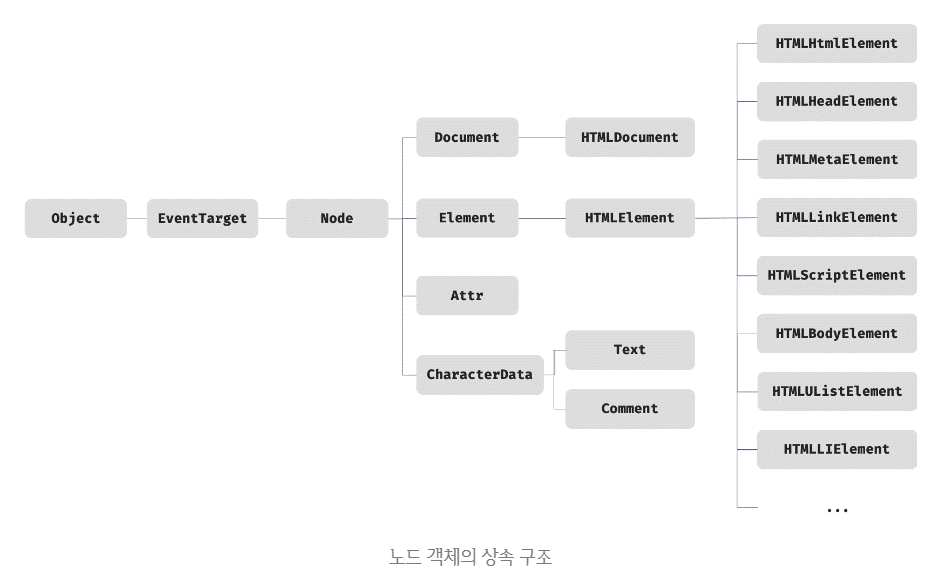 Object
EventTarget
Node
Document
HTMLDocument
Element
HTMLElement
Attr
CharacterData
Text
Comment
HTMLHtmlElement
HTMLHeadElement
HTMLMetaElement
HTMLLinkElement
HTMLScriptElement
HTMLBodyElement
HTMLUListElement
HTMLLIElement
...
노드 객체의 상속 구조